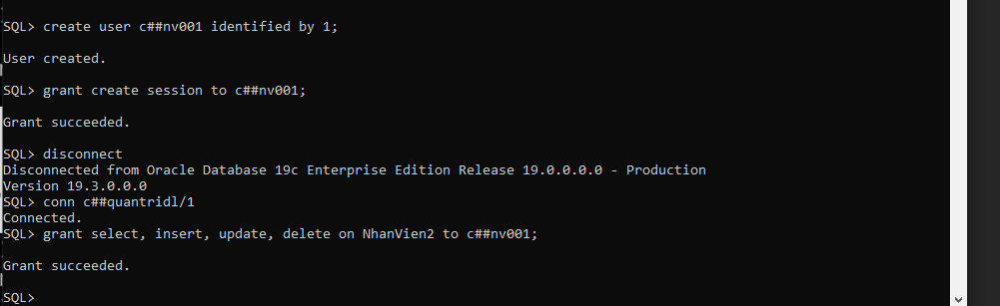 SQL> create user c##nv001 identified by 1;
User created.
SQL> grant create session to c##nv001;
Grant succeeded.
SQL> disconnect
Disconnected from Oracle Database 19c Enterprise Edition Release 19.0.0.0.0 - Production
Version 19.3.0.0.0
SQL> conn c##quantridl/1
Connected.
SQL> grant select, insert, update, delete on NhanVien2 to c##nv001;
Grant succeeded.
SQL>